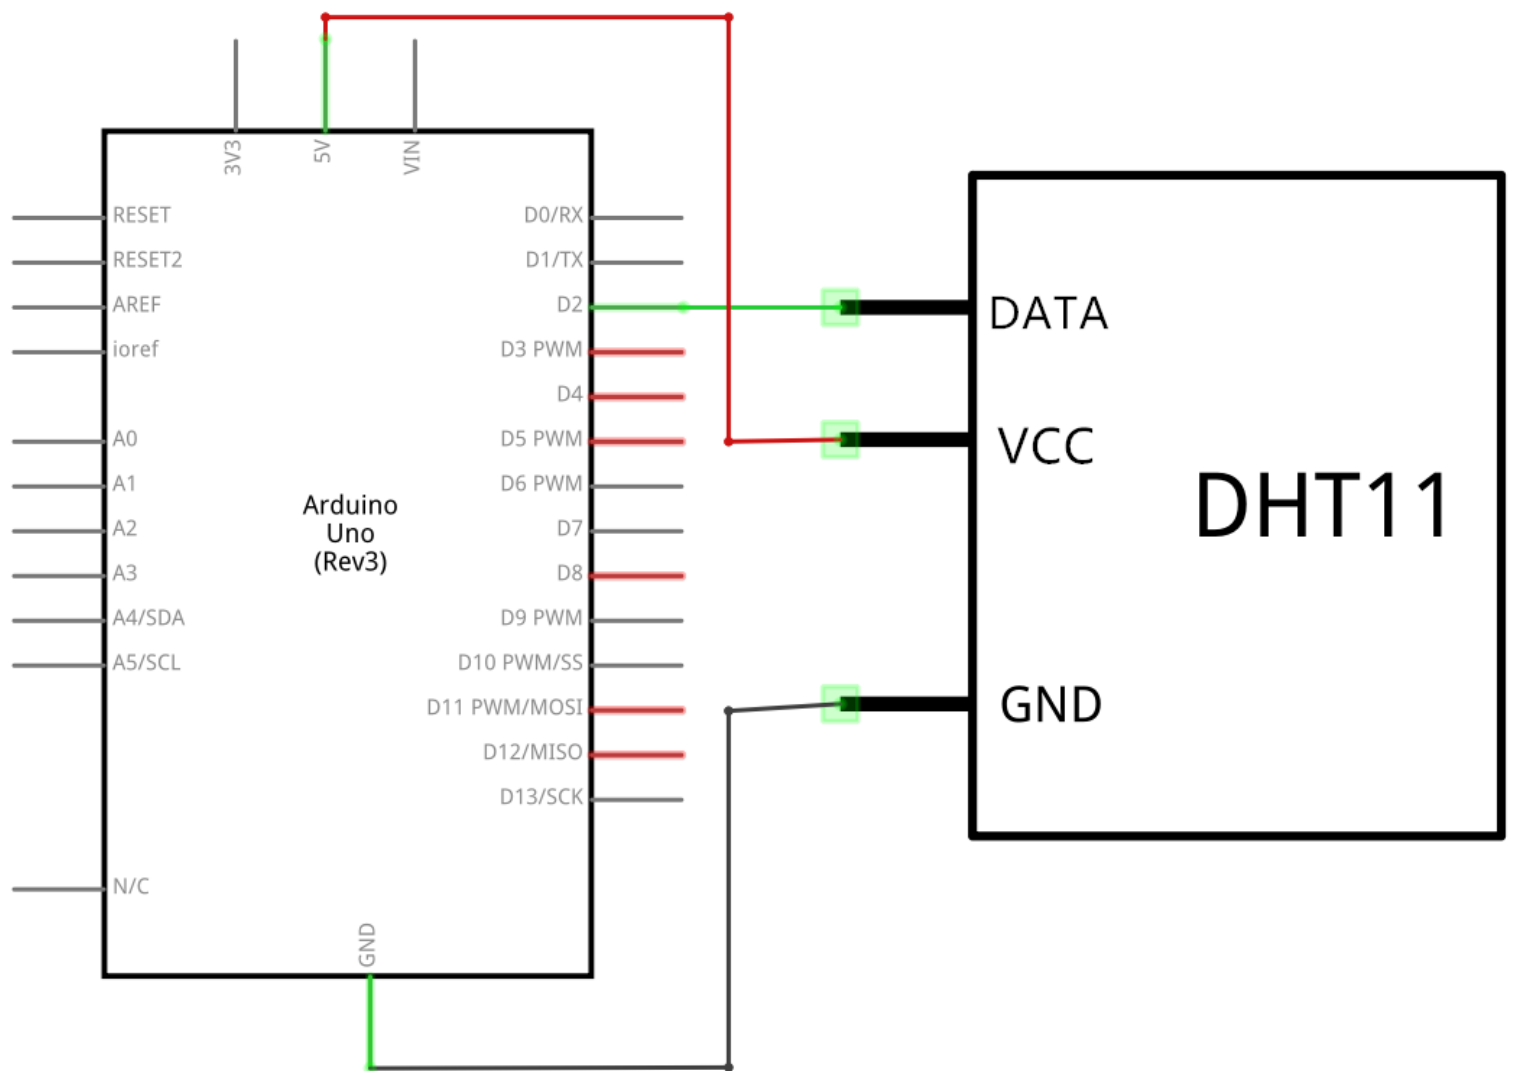 3V3
5V
VIN
RESET
RESET2
AREF
ioref
A0
A1
A2
A3
A4/SDA
A5/SCL
N/C
Arduino
Uno
(Rev3)
D0/RX
D1/TX
D2
D3 PWM
D4
D5 PWM
D6 PWM
D7
D8
D9 PWM
D10 PWM/SS
D11 PWM/MOSI
D12/MISO
D13/SCK
GND
DATA
VCC
DHT11
GND